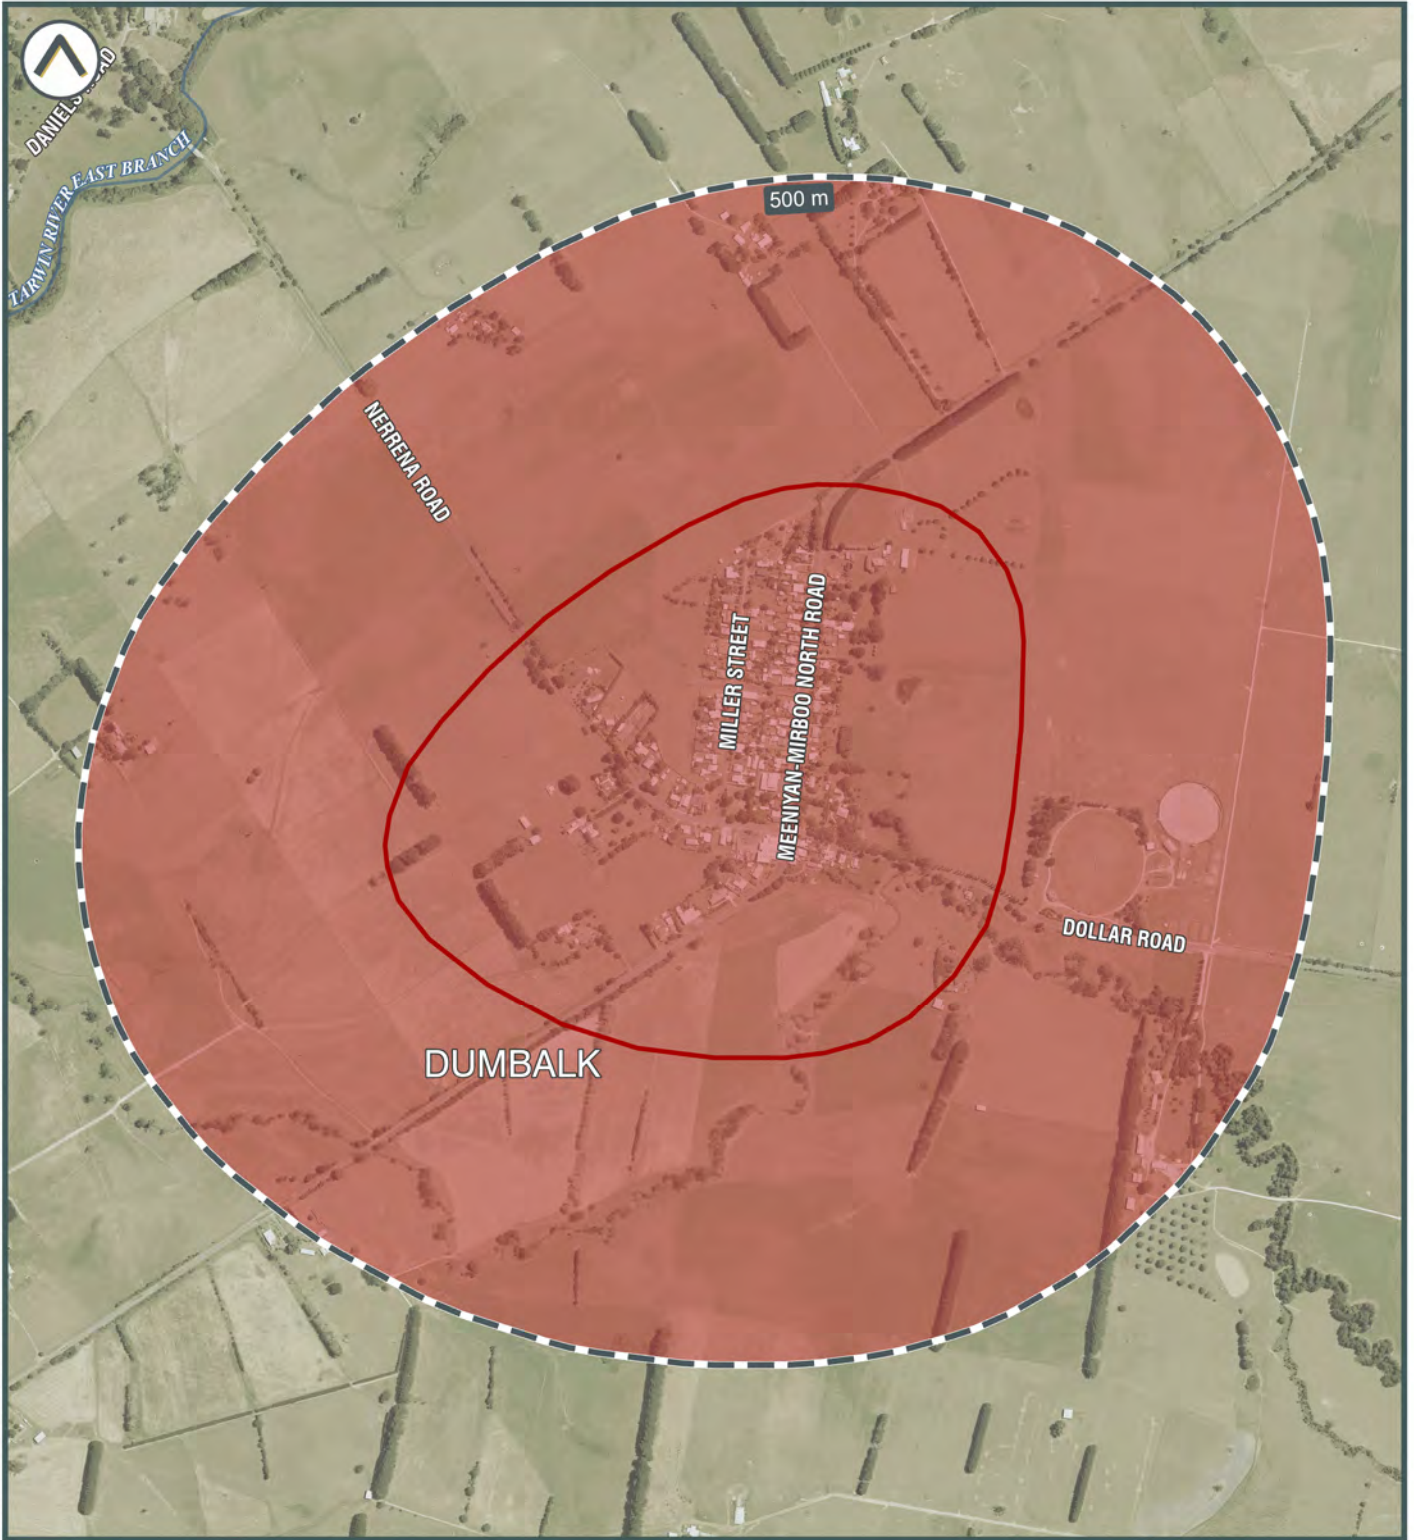 DANIELS ROAD
TARWIN RIVER EAST BRANCH
500 m
NERRENA ROAD
MILLER STREET
MEENIYAN-MIRBOO NORTH ROAD
DOLLAR ROAD
DUMBALK